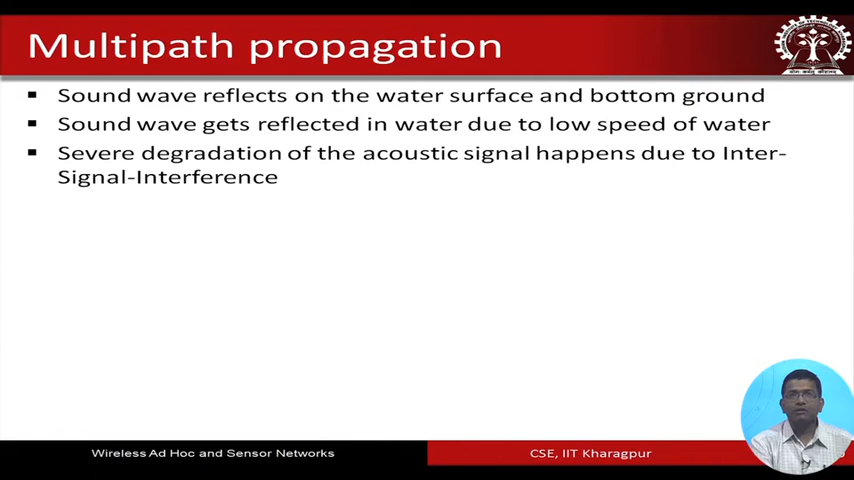 Multipath propagation
▪ Sound wave reflects on the water surface and bottom ground
▪ Sound wave gets reflected in water due to low speed of water
▪ Severe degradation of the acoustic signal happens due to Inter-
Signal-Interference
Wireless Ad Hoc and Sensor Networks
CSE, IIT Kharagpur